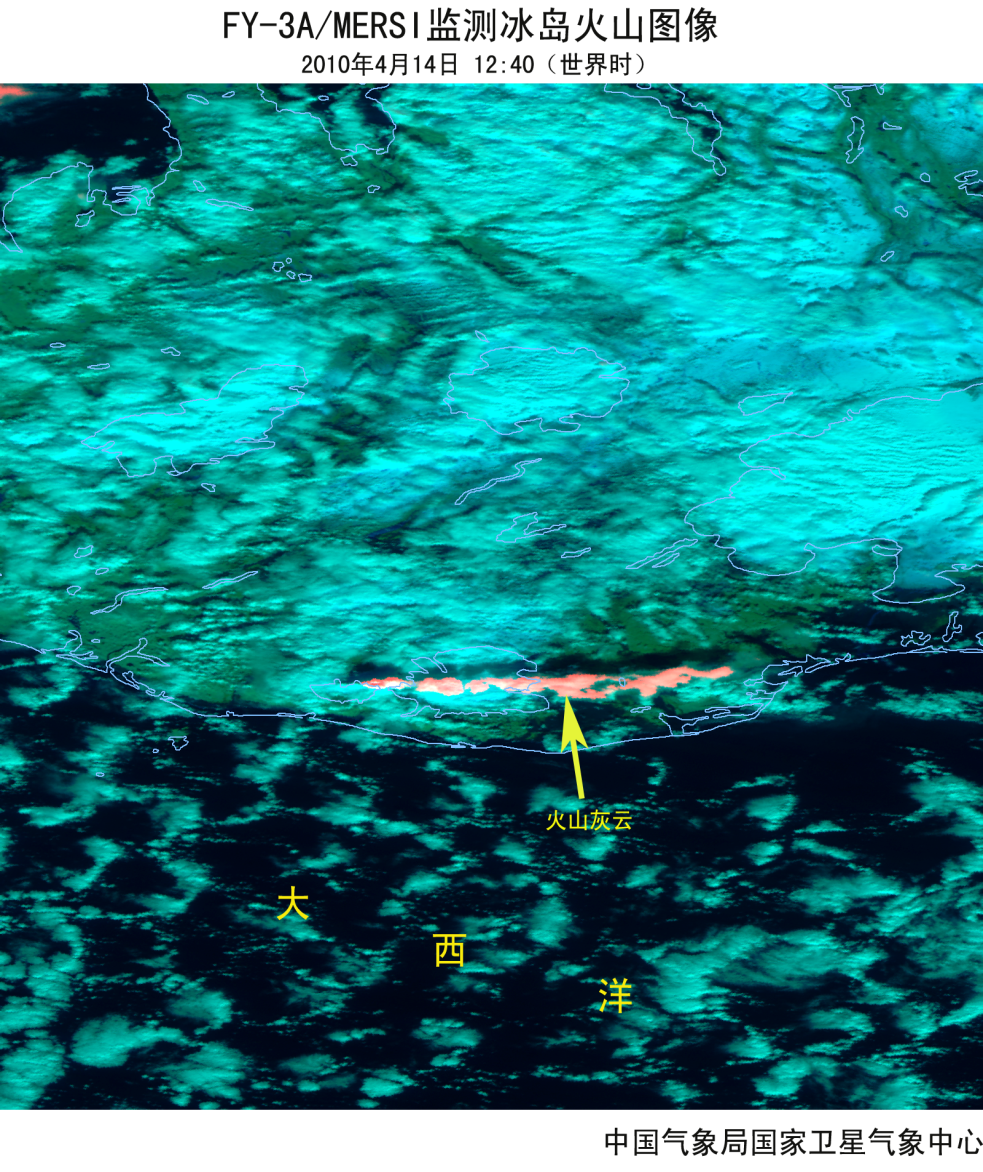 FY-3A/MERSI监测冰岛火山图像
2010年4月14日 12:40（世界时）
火山灰云
大
西
洋
中国气象局国家卫星气象中心